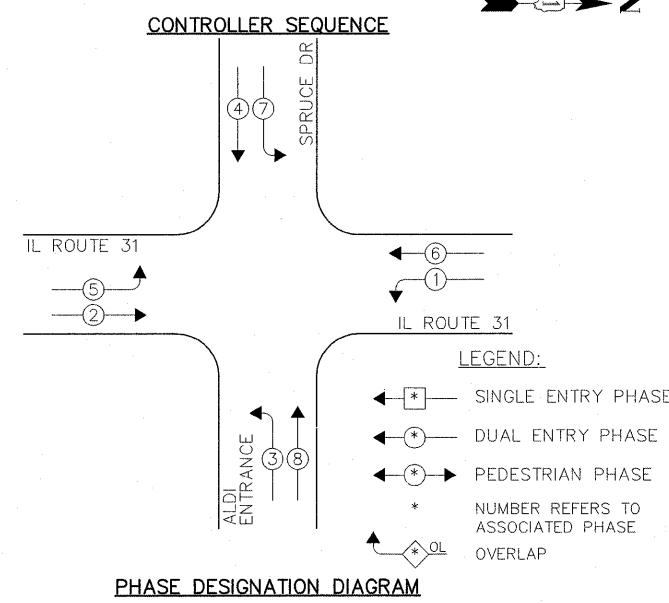 CONTROLLER SEQUENCE
N
1
4 7
SPRUCE DR
IL ROUTE 31
6
5
1
2
IL ROUTE 31
LEGEND:
* SINGLE ENTRY PHASE
* DUAL ENTRY PHASE
3 8
ALDI
ENTRANCE
* PEDESTRIAN PHASE
* NUMBER REFERS TO
ASSOCIATED PHASE
* OL OVERLAP
PHASE DESIGNATION DIAGRAM